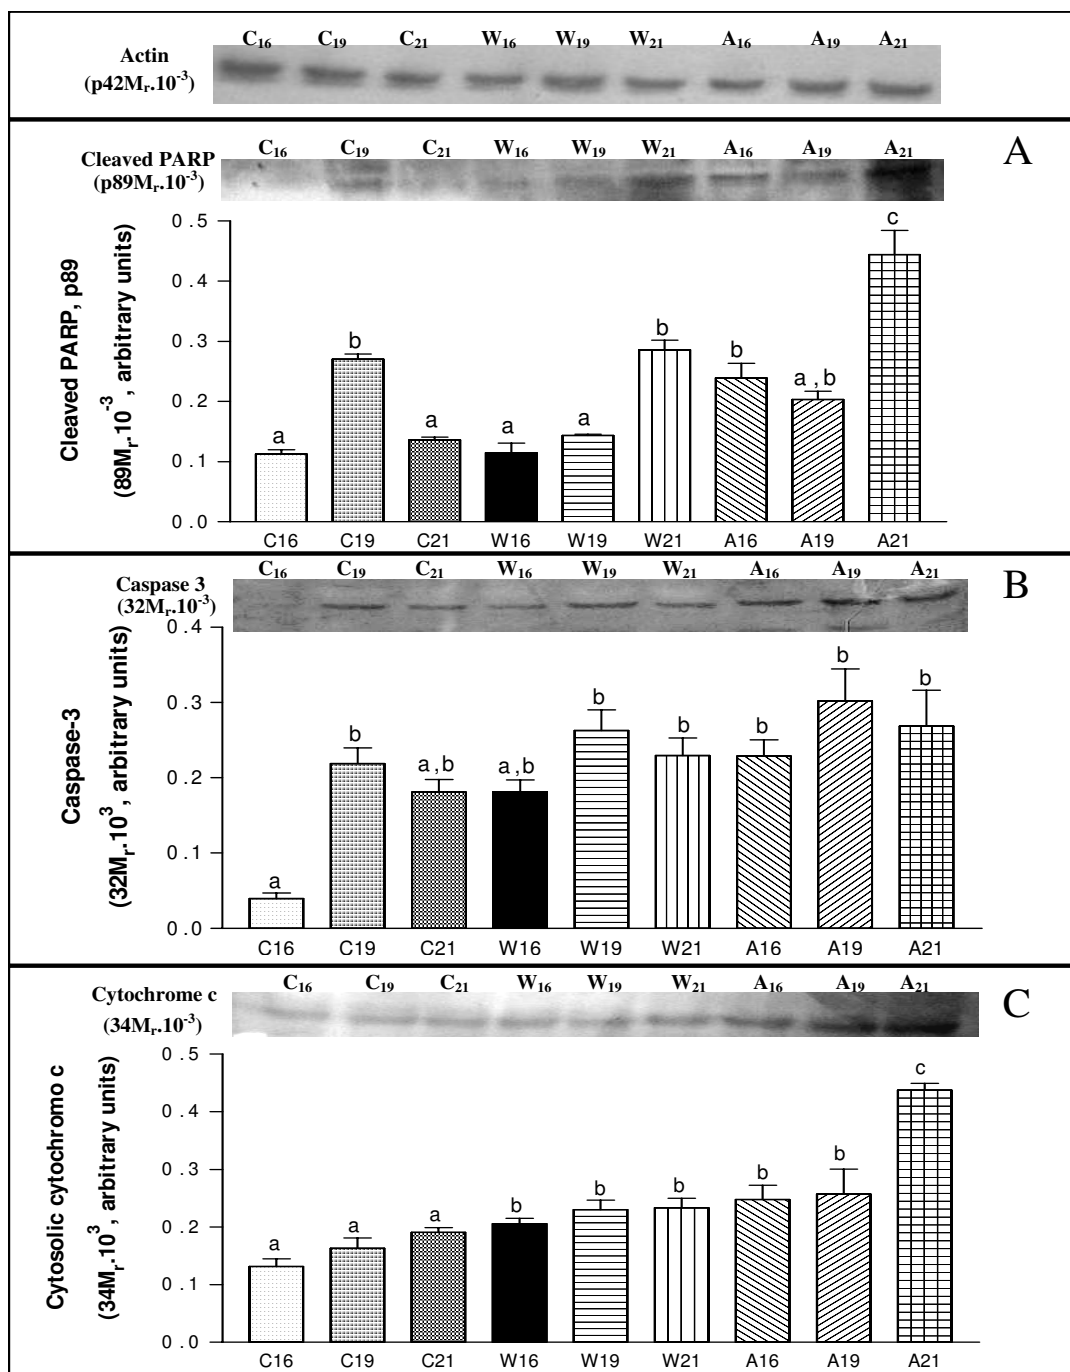 C16 C19 C21 W16 W19 W21 A16 A19 A21
Actin
(p42Mr.10-3)
A
C16 C19 C21 W16 W19 W21 A16 A19 A21
Cleaved PARP
(p89Mr.10-3)
Cleaved PARP, p89
(89Mr.10-3, arbitrary units)
0.5
0.4
0.3
0.2
0.1
0.0
a b a a a b b a,b c
C16 C19 C21 W16 W19 W21 A16 A19 A21
B
C16 C19 C21 W16 W19 W21 A16 A19 A21
Caspase 3
(32Mr.10-3)
Caspase-3
(32Mr.103, arbitrary units)
0.4
0.3
0.2
0.1
0.0
a b a,b a,b b b b b b
C16 C19 C21 W16 W19 W21 A16 A19 A21
C
C16 C19 C21 W16 W19 W21 A16 A19 A21
Cytochrome c
(34Mr.10-3)
Cytosolic cytochromo c
(34Mr.103, arbitrary units)
0.5
0.4
0.3
0.2
0.1
0.0
a a a b b b b b c
C16 C19 C21 W16 W19 W21 A16 A19 A21